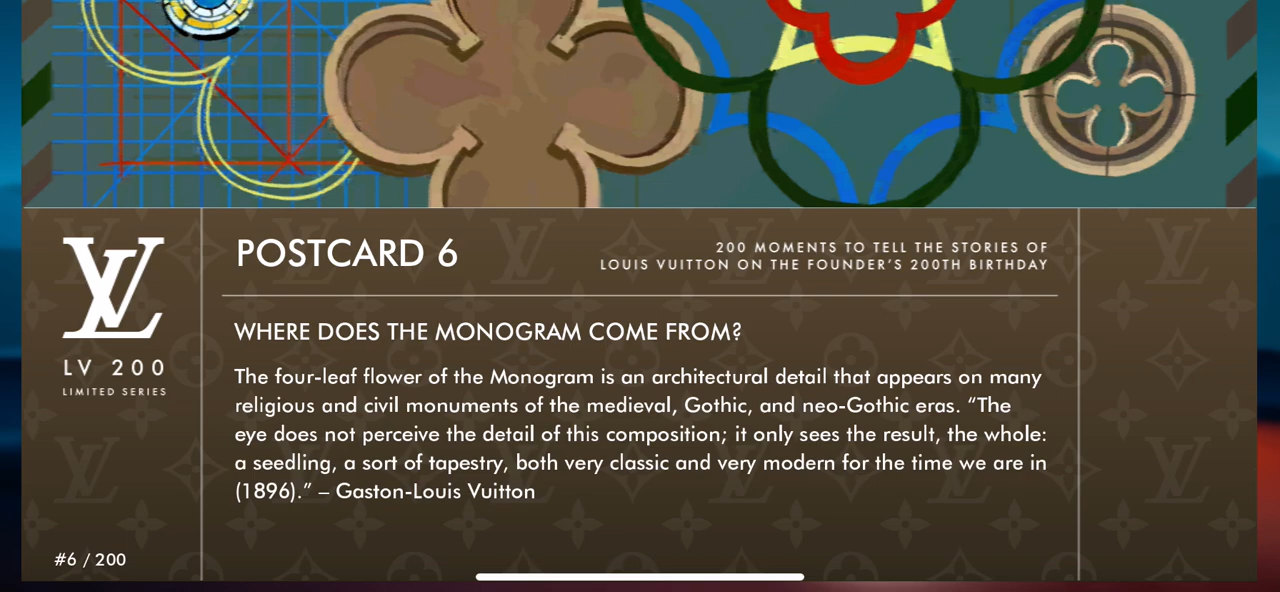 LV
LV 200
LIMITED SERIES
#6 / 200
POSTCARD 6
200 MOMENTS TO TELL THE STORIES OF
LOUIS VUITTON ON THE FOUNDER’S 200TH BIRTHDAY
WHERE DOES THE MONOGRAM COME FROM?
The four-leaf flower of the Monogram is an architectural detail that appears on many
religious and civil monuments of the medieval, Gothic, and neo-Gothic eras. “The
eye does not perceive the detail of this composition; it only sees the result, the whole:
a seedling, a sort of tapestry, both very classic and very modern for the time we are in
(1896).” – Gaston-Louis Vuitton